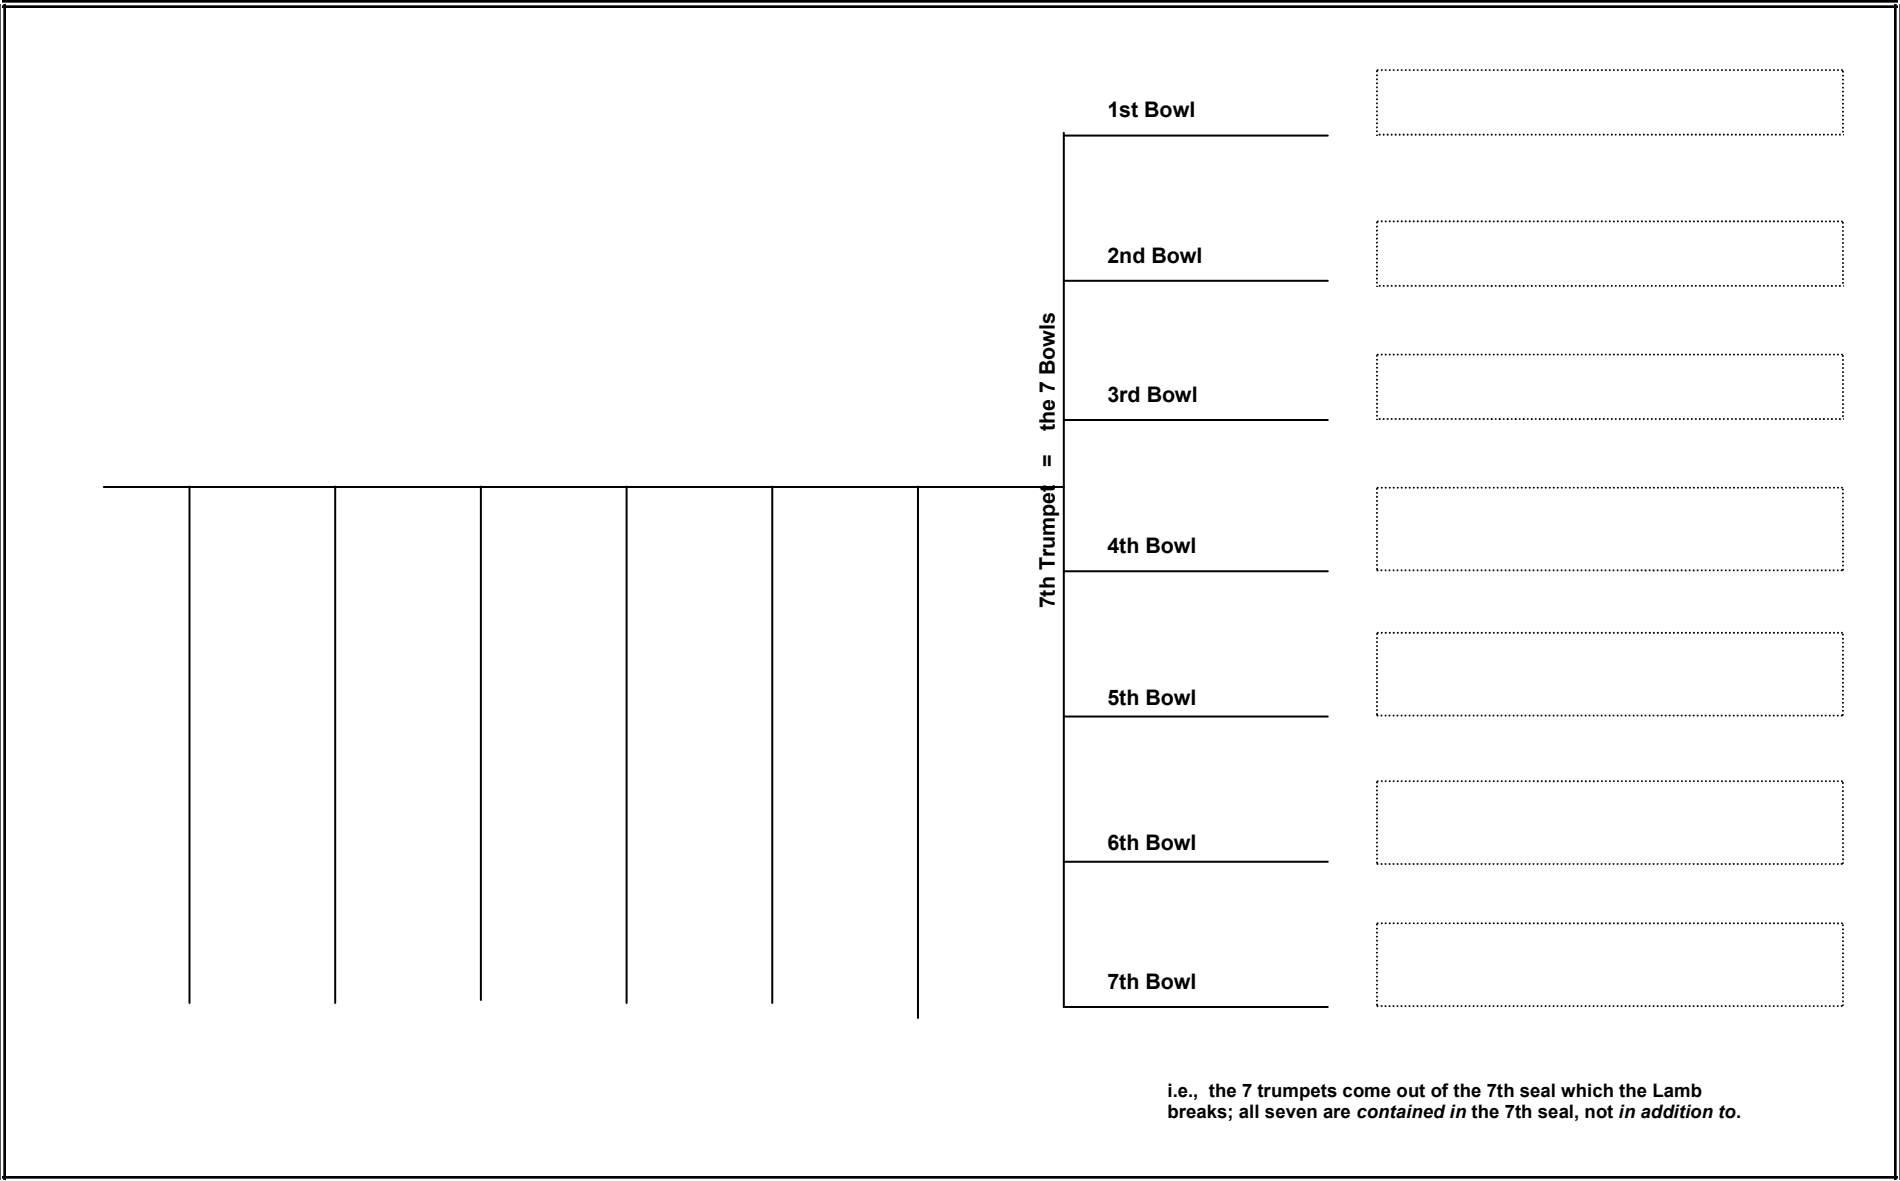 1st Bowl
2nd Bowl
3rd Bowl
7th Trumpet = the 7 Bowls
4th Bowl
5th Bowl
6th Bowl
7th Bowl
i.e., the 7 trumpets come out of the 7th seal which the Lamb
breaks; all seven are contained in the 7th seal, not in addition to.